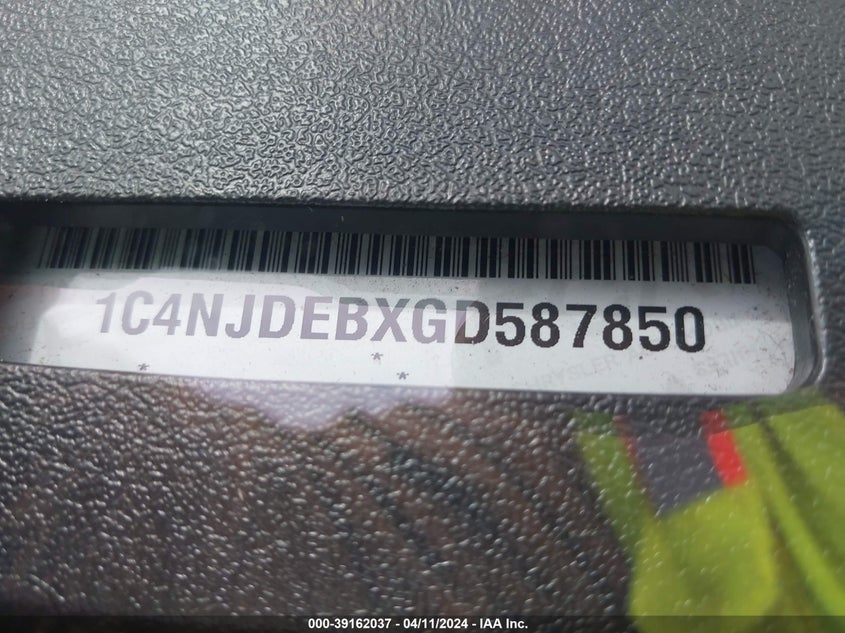 1C4NJDEBXGD587850
* * *
*
000-39162037 - 04/11/2024 - IAA Inc.